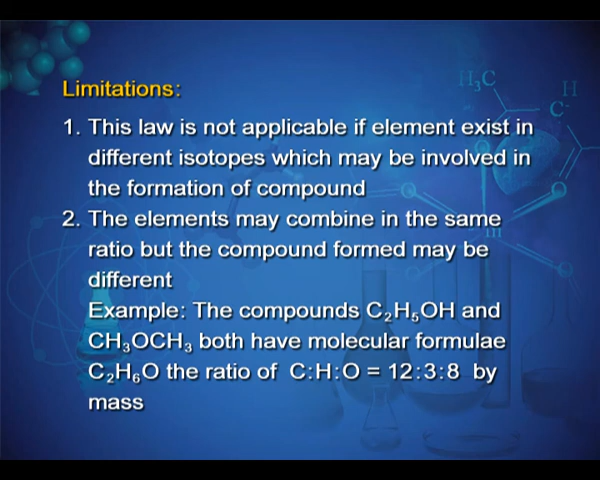 Limitations:
1. This law is not applicable if element exist in
different isotopes which may be involved in
the formation of compound
2. The elements may combine in the same
ratio but the compound formed may be
different
Example: The compounds C₂H₅OH and
CH₃OCH₃ both have molecular formulae
C₂H₆O the ratio of C:H:O = 12:3:8 by
mass
H₃C
H
C